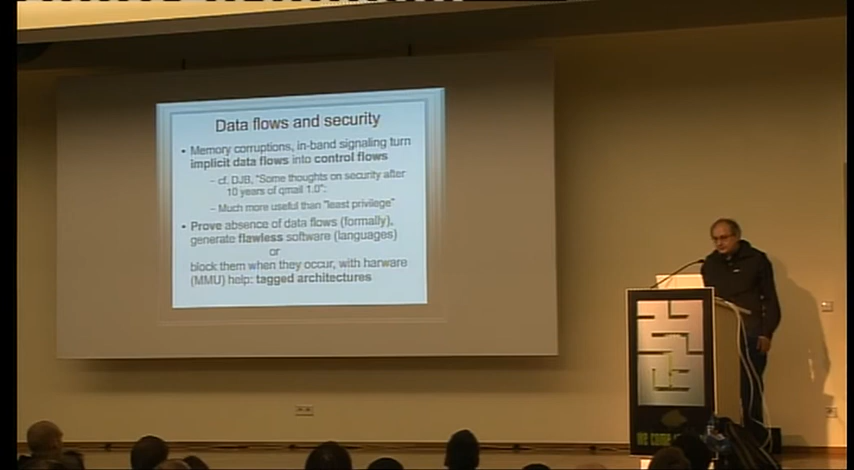 Data flows and security
• Memory corruptions, in-band signaling turn
implicit data flows into control flows
– cf. DJB, "Some thoughts on security after
10 years of qmail 1.0":
– Much more useful than "least privilege"
• Prove absence of data flows (formally),
generate flawless software (languages)
or
block them when they occur, with harware
(MMU) help: tagged architectures
WE COME